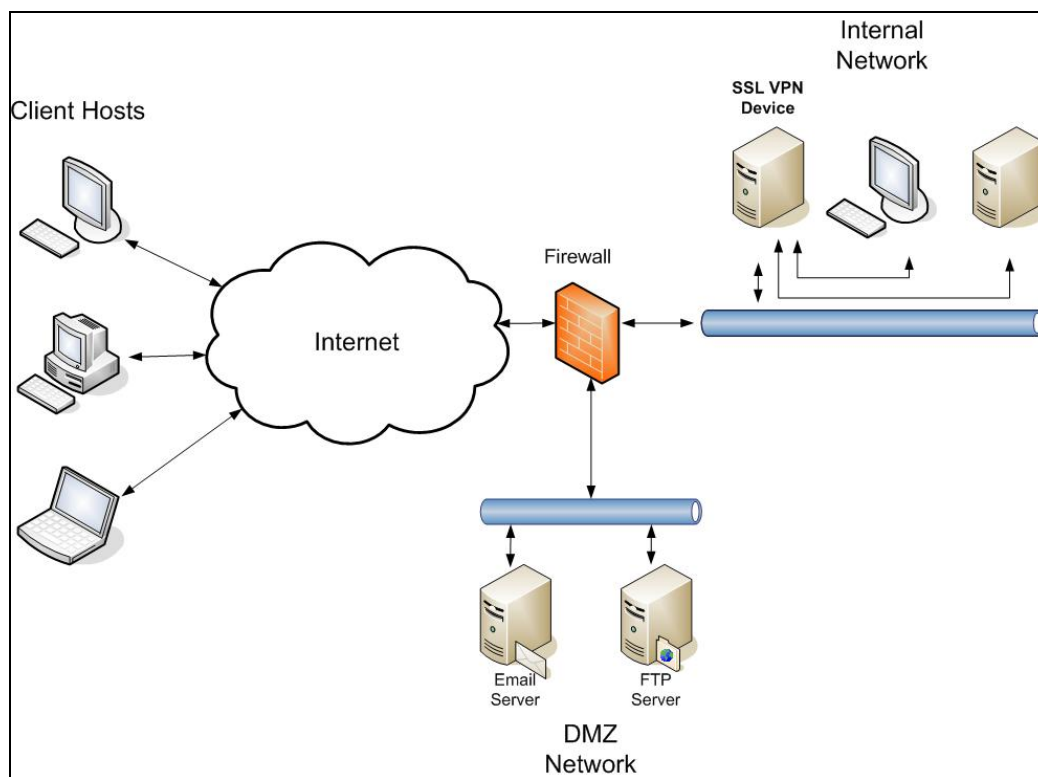 Internal
Network
SSL VPN
Device
Client Hosts
Firewall
Internet
Email
Server
FTP
Server
DMZ
Network